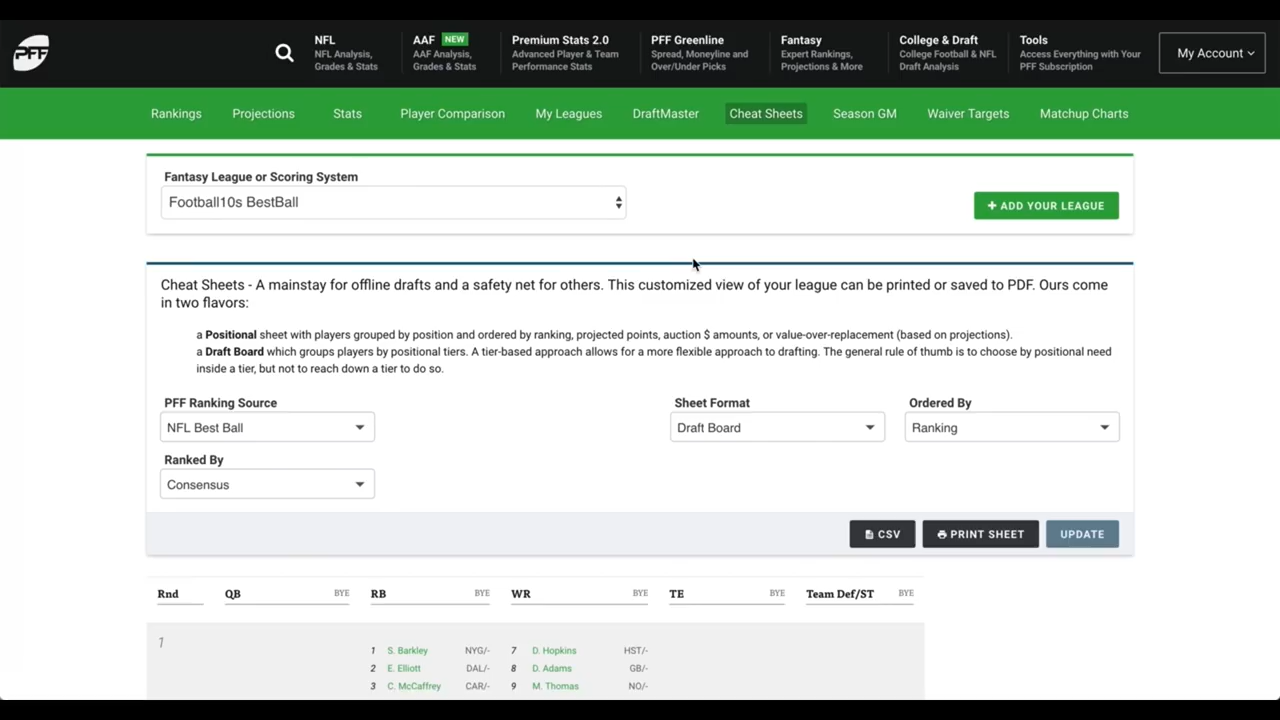 PFF
NFL
NFL Analysis,
Grades & Stats
AAF NEW
AAF Analysis,
Grades & Stats
Premium Stats 2.0
Advanced Player & Team
Performance Stats
PFF Greenline
Spread, Moneyline and
Over/Under Picks
Fantasy
Expert Rankings,
Projections & More
College & Draft
College Football & NFL
Draft Analysis
Tools
Access Everything with Your
PFF Subscription
My Account
Rankings Projections Stats Player Comparison My Leagues DraftMaster Cheat Sheets Season GM Waiver Targets Matchup Charts
Fantasy League or Scoring System
Football10s BestBall
+ ADD YOUR LEAGUE
Cheat Sheets - A mainstay for offline drafts and a safety net for others. This customized view of your league can be printed or saved to PDF. Ours come
in two flavors:
a Positional sheet with players grouped by position and ordered by ranking, projected points, auction $ amounts, or value-over-replacement (based on projections).
a Draft Board which groups players by positional tiers. A tier-based approach allows for a more flexible approach to drafting. The general rule of thumb is to choose by positional need
inside a tier, but not to reach down a tier to do so.
PFF Ranking Source Sheet Format Ordered By
NFL Best Ball Draft Board Ranking
Ranked By
Consensus
CSV PRINT SHEET UPDATE
Rnd QB BYE RB BYE WR BYE TE BYE Team Def/ST BYE
1
1 S. Barkley NYG/- 7 D. Hopkins HST/-
2 E. Elliott DAL/- 8 D. Adams GB/-
3 C. McCaffrey CAR/- 9 M. Thomas NO/-